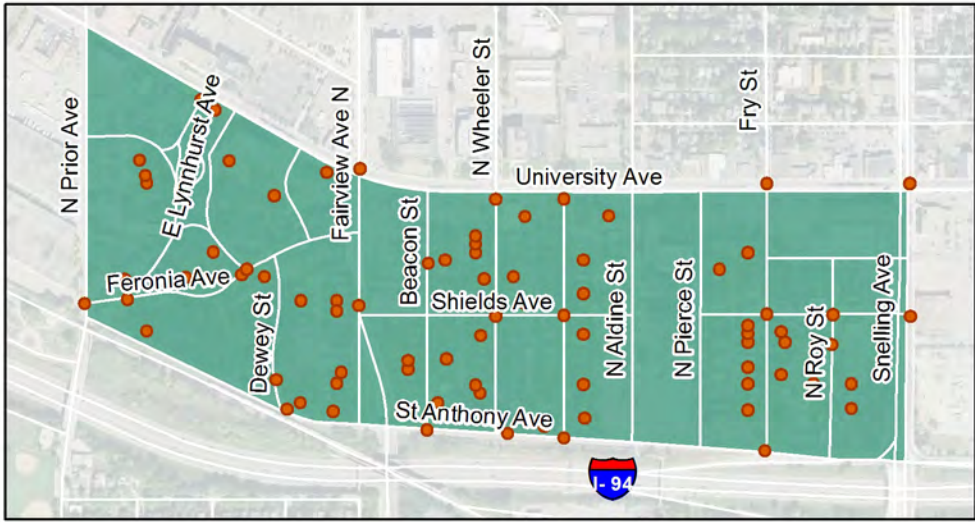 N Prior Ave
E Lynnhurst Ave
Fairview Ave N
N Wheeler St
Fry St
University Ave
Feronia Ave
Dewey St
Beacon St
Shields Ave
N Aldine St
N Pierce St
N Roy St
Snelling Ave
St Anthony Ave
I- 94